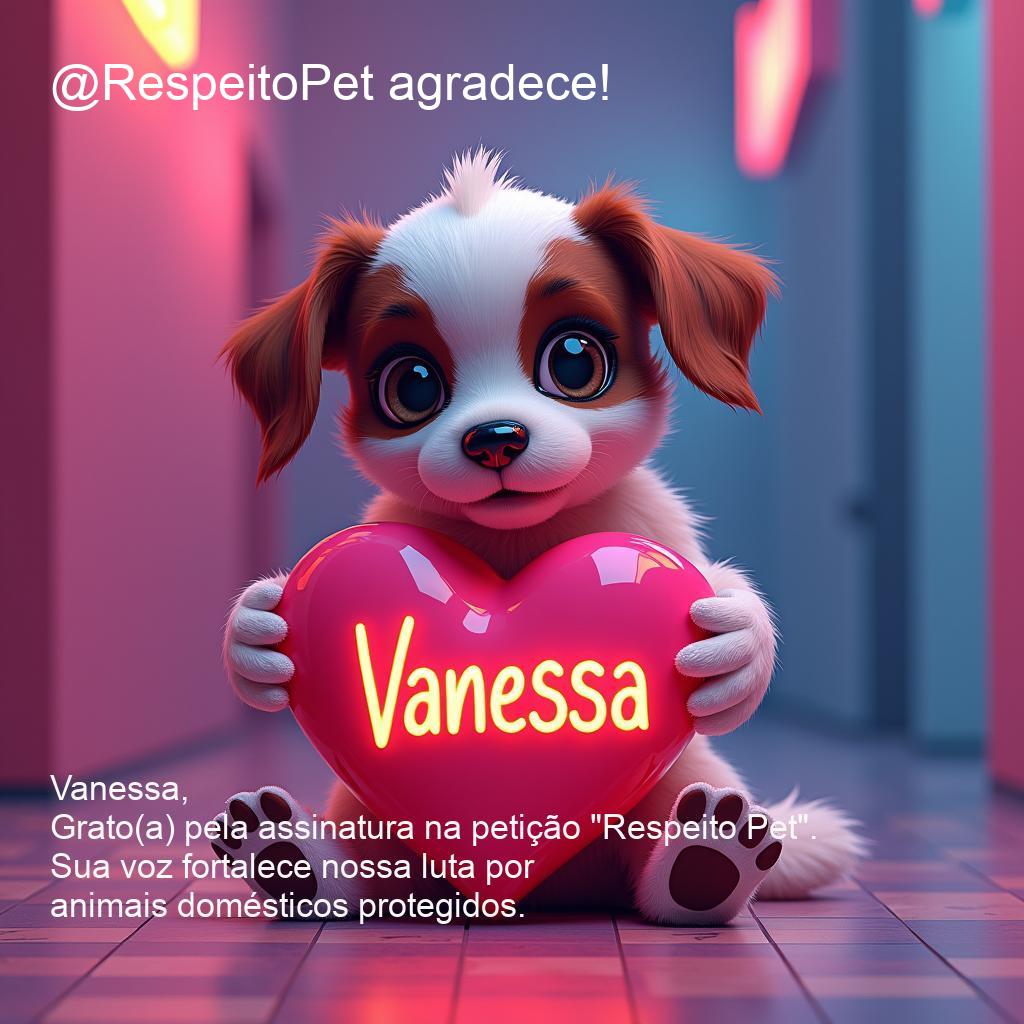 @RespeitoPet agradece!
Vanessa
Vanessa,
Grato(a) pela assinatura na petição "Respeito Pet".
Sua voz fortalece nossa luta por
animais domésticos protegidos.